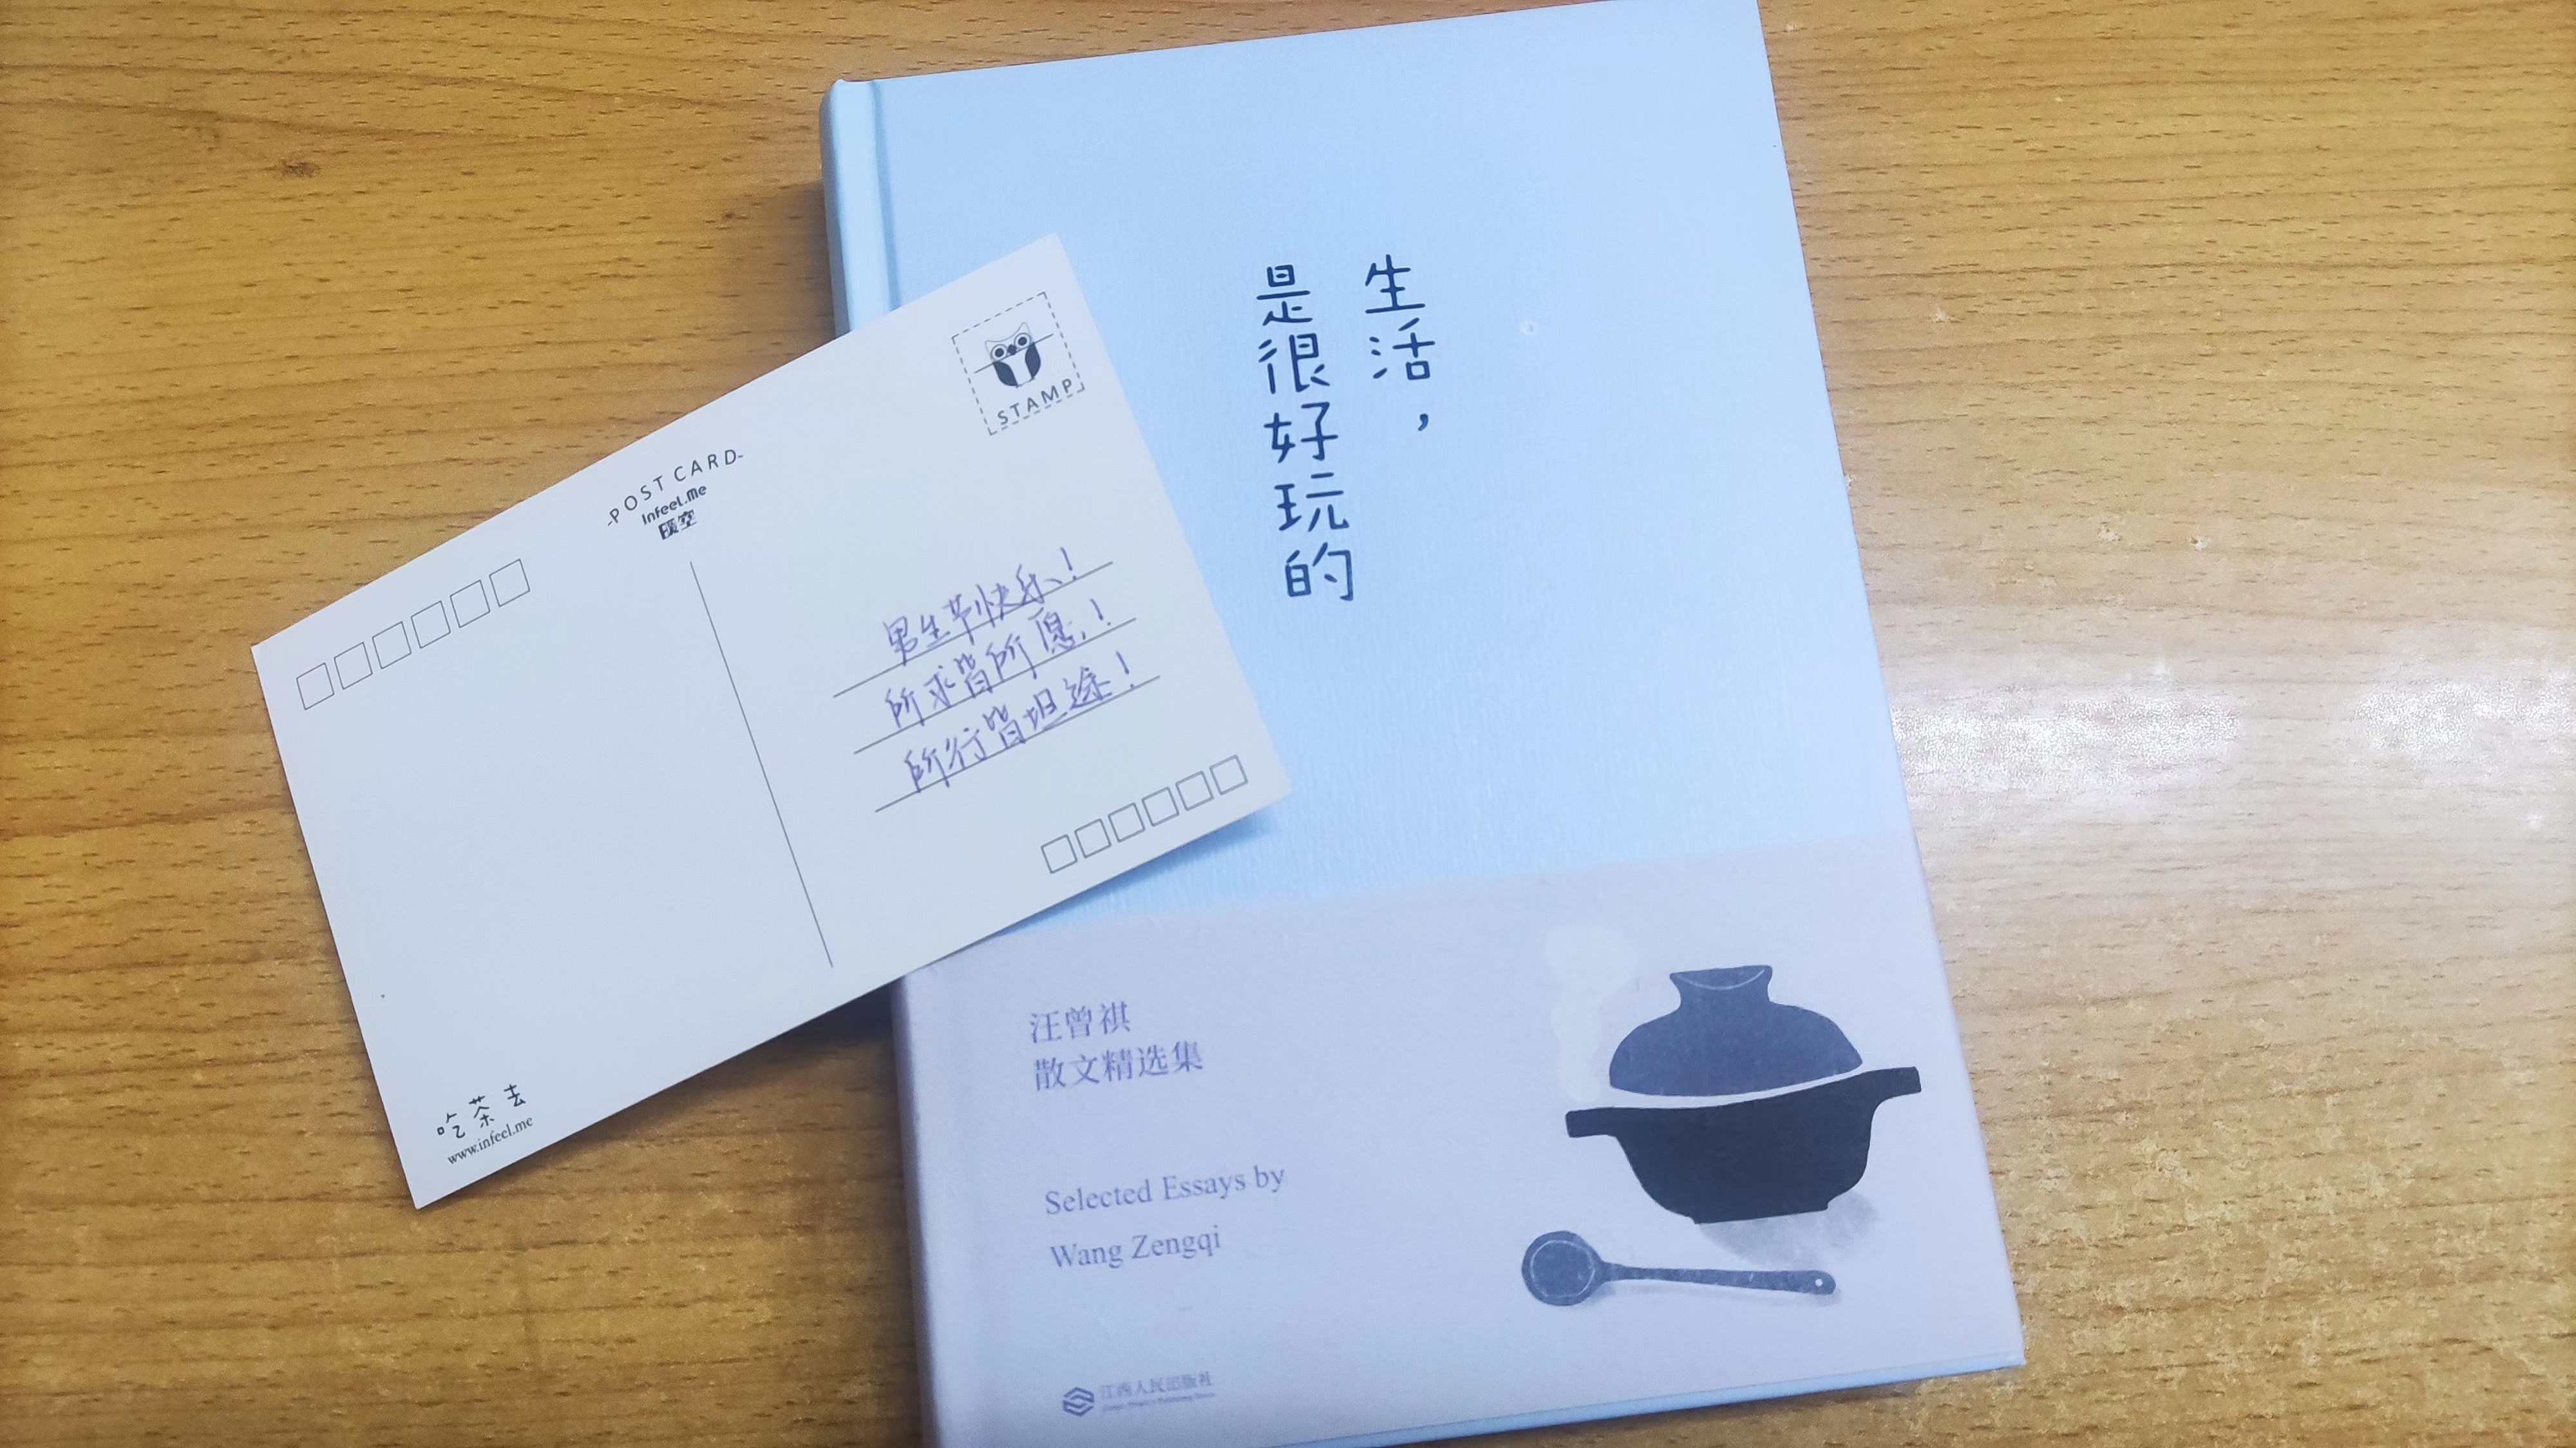 STAMP
-POST CARD-
Infeel.Me
男生节快乐！
所求皆所愿！
所行皆坦途！
吃茶去
www.infeel.me
生活，
是很好玩的
汪曾祺
散文精选集
Selected Essays by
Wang Zengqi
江西人民出版社